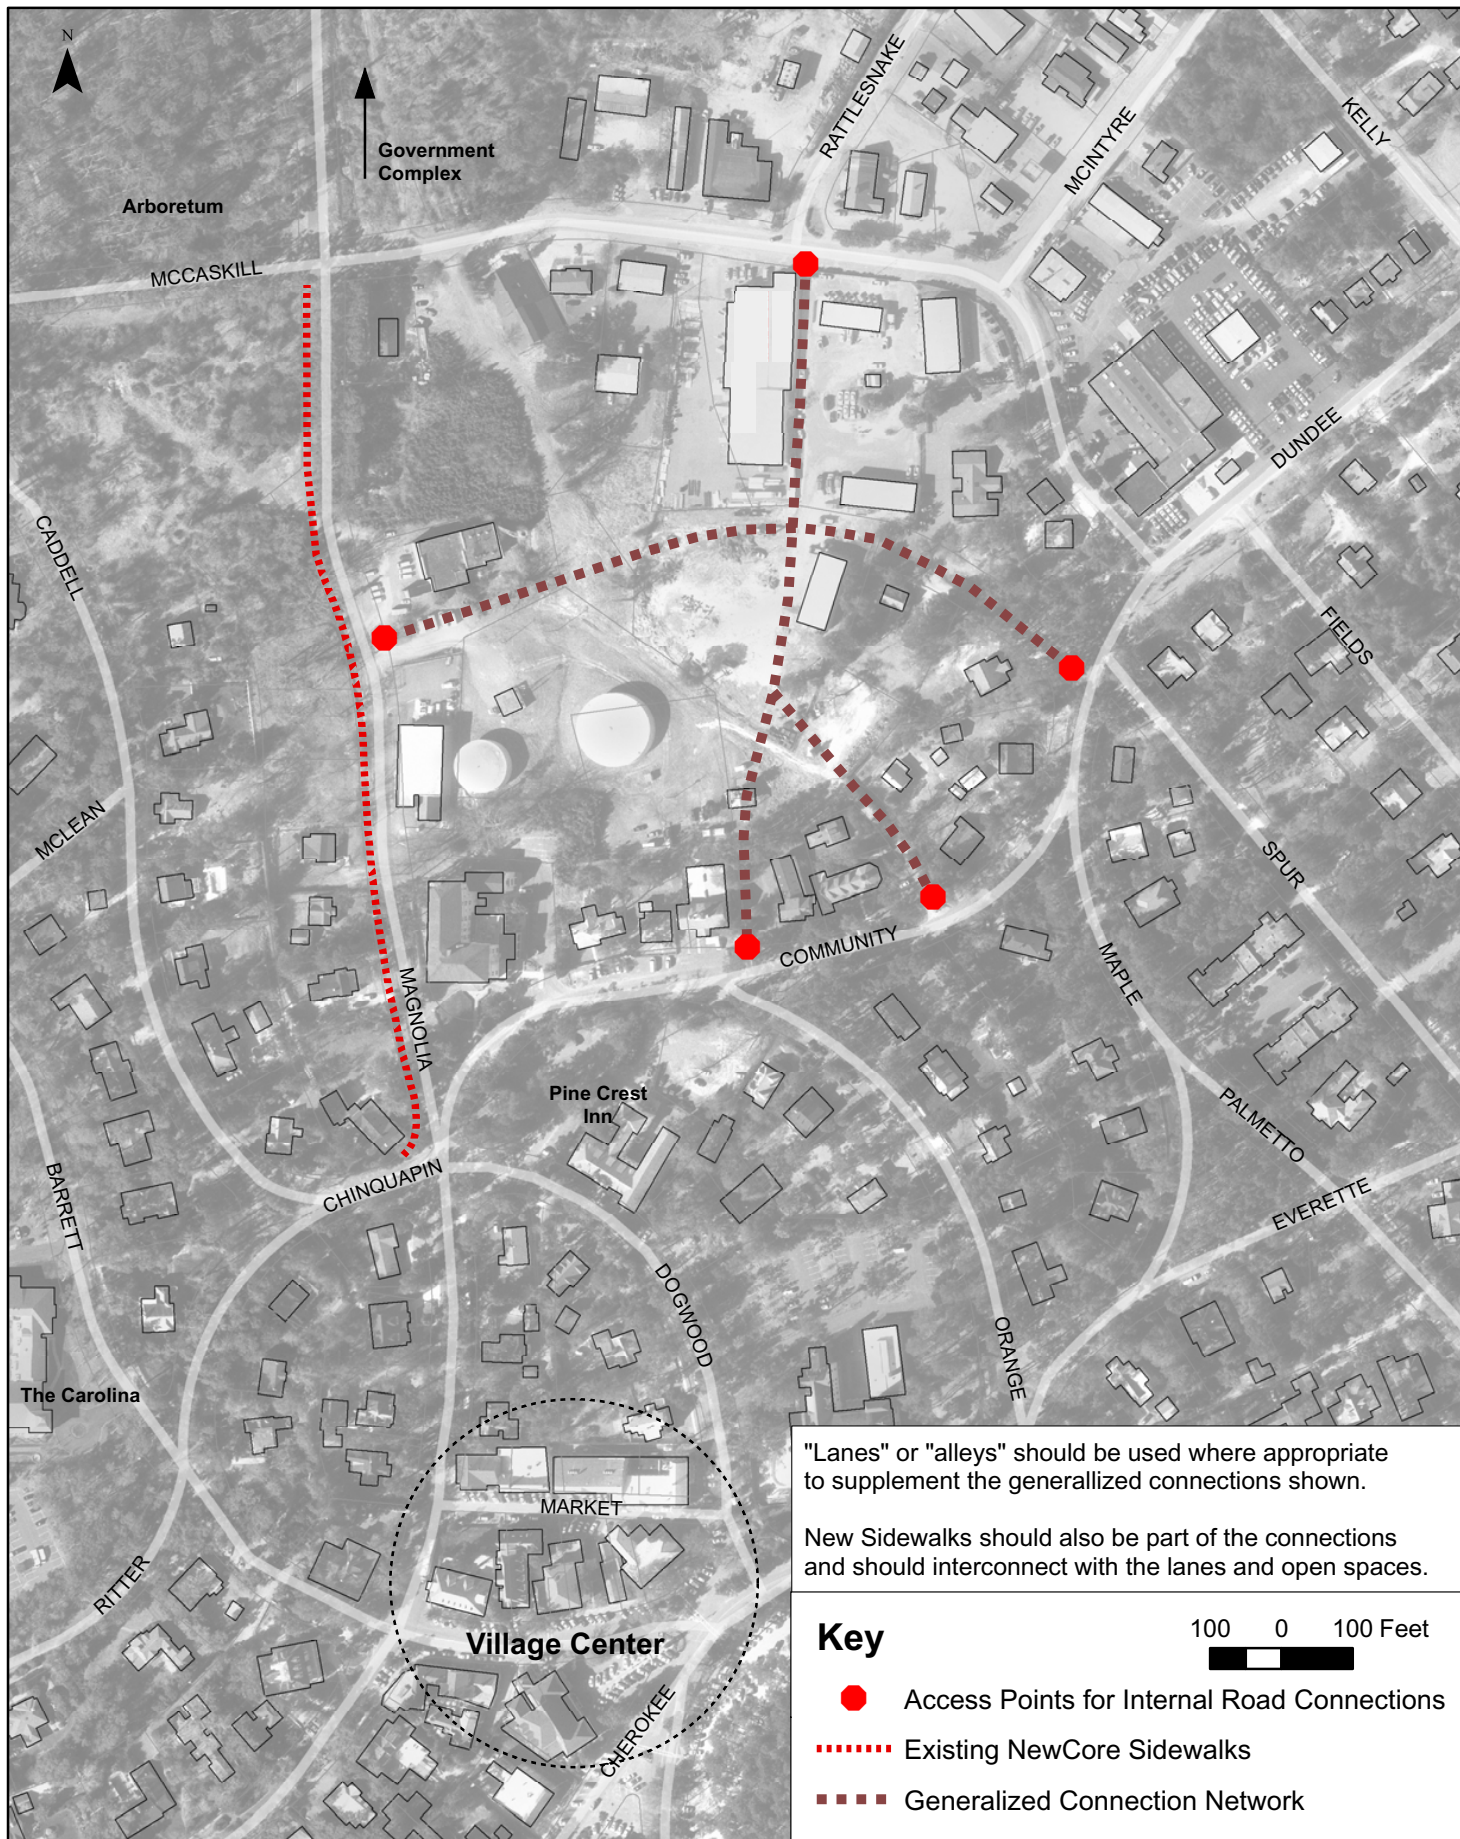 N
Government
Complex
Arboretum
RATTLESNAKE
MCINTYRE
KELLY
MCCASKILL
DUNDEE
CADDELL
FIELDS
MCLEAN
SPUR
COMMUNITY
MAGNOLIA
MAPLE
Pine Crest
Inn
PALMETTO
CHINQUAPIN
BARRETT
EVERETTE
DOGWOOD
ORANGE
The Carolina
MARKET
RITTER
Village Center
CHEROKEE
"Lanes" or "alleys" should be used where appropriate
to supplement the generallized connections shown.
New Sidewalks should also be part of the connections
and should interconnect with the lanes and open spaces.
Key
100 0 100 Feet
Access Points for Internal Road Connections
Existing NewCore Sidewalks
Generalized Connection Network